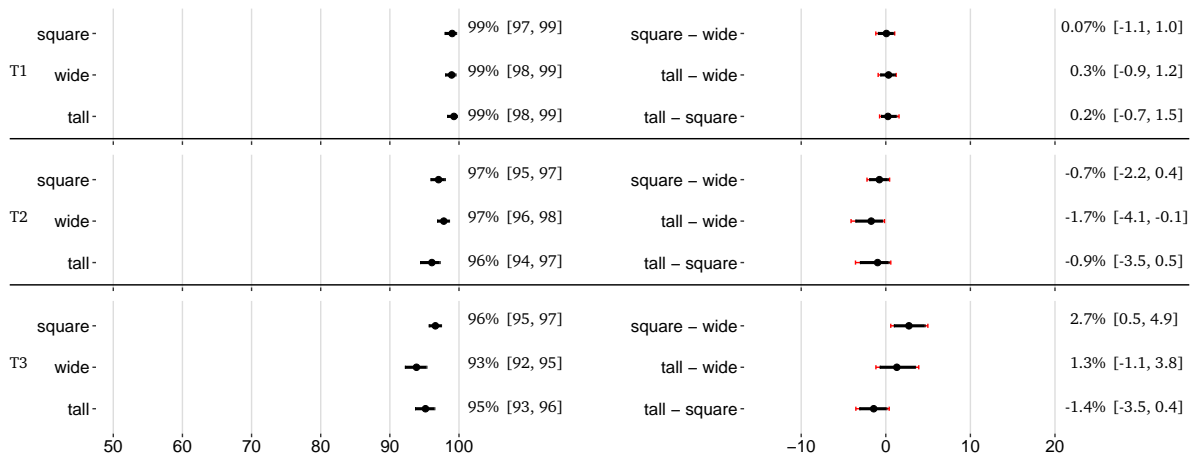 square 99% [97, 99] square – wide 0.07% [-1.1, 1.0]
T1 wide 99% [98, 99] tall – wide 0.3% [-0.9, 1.2]
tall 99% [98, 99] tall – square 0.2% [-0.7, 1.5]
square 97% [95, 97] square – wide -0.7% [-2.2, 0.4]
T2 wide 97% [96, 98] tall – wide -1.7% [-4.1, -0.1]
tall 96% [94, 97] tall – square -0.9% [-3.5, 0.5]
square 96% [95, 97] square – wide 2.7% [0.5, 4.9]
T3 wide 93% [92, 95] tall – wide 1.3% [-1.1, 3.8]
tall 95% [93, 96] tall – square -1.4% [-3.5, 0.4]
50 60 70 80 90 100 −10 0 10 20